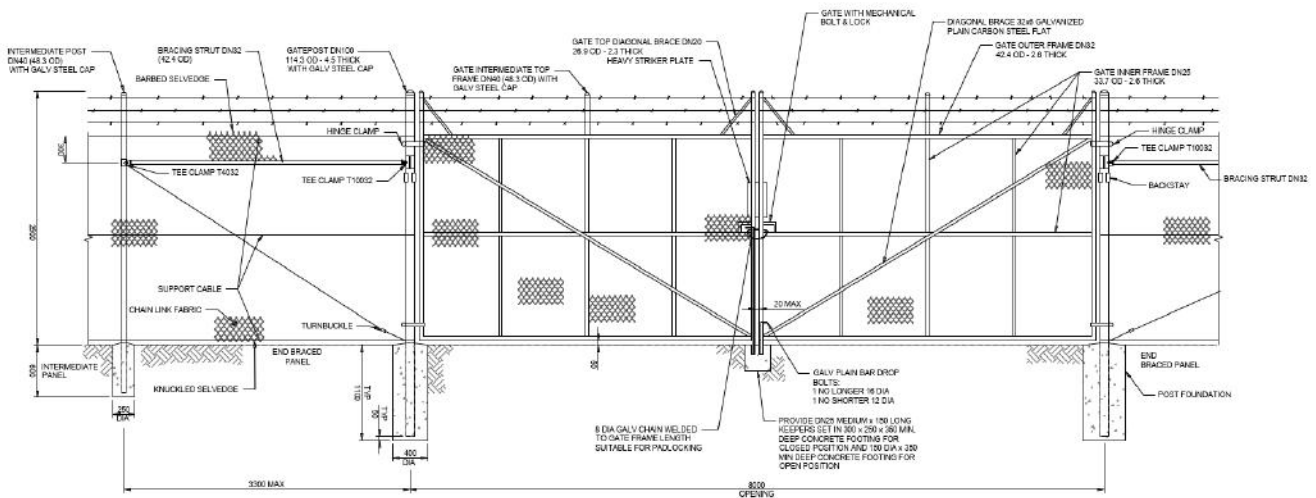 GATE WITH MECHANICAL
BOLT & LOCK
DIAGONAL BRACE 32x6 GALVANIZED
PLAIN CARBON STEEL FLAT
GATE OUTER FRAME DN32
42.4 OD - 2.6 THICK
GATE INNER FRAME DN25
33.7 OD - 2.6 THICK
INTERMEDIATE POST
DN40 (48.3 OD)
WITH GALV STEEL CAP
BRACING STRUT DN32
(42.4 OD)
BARBED SELVEDGE
GATEPOST DN100
114.3 OD - 4.5 THICK
WITH GALV STEEL CAP
GATE TOP DIAGONAL BRACE DN20
26.9 OD - 2.3 THICK
HEAVY STRIKER PLATE
GATE INTERMEDIATE TOP
FRAME DN40 (48.3 OD) WITH
GALV STEEL CAP
HINGE CLAMP
HINGE CLAMP
TEE CLAMP T10032
TEE CLAMP T4032
TEE CLAMP T10032
BRACING STRUT DN32
BACKSTAY
300
SUPPORT CABLE
20 MAX
CHAIN LINK FABRIC
TURNBUCKLE
INTERMEDIATE
PANEL
END BRACED
PANEL
KNUCKLED SELVEDGE
600
250
DIA
1100
TYP
50
TYP
400
DIA
50
GALV PLAIN BAR DROP
BOLTS:
1 NO LONGER 16 DIA
1 NO SHORTER 12 DIA
END
BRACED PANEL
POST FOUNDATION
8 DIA GALV CHAIN WELDED
TO GATE FRAME LENGTH
SUITABLE FOR PADLOCKING
PROVIDE DN25 MEDIUM x 150 LONG
KEEPERS SET IN 300 x 250 x 350 MIN.
DEEP CONCRETE FOOTING FOR
CLOSED POSITION AND 150 DIA x 350
MIN DEEP CONCRETE FOOTING FOR
OPEN POSITION
3300 MAX
8000
OPENING